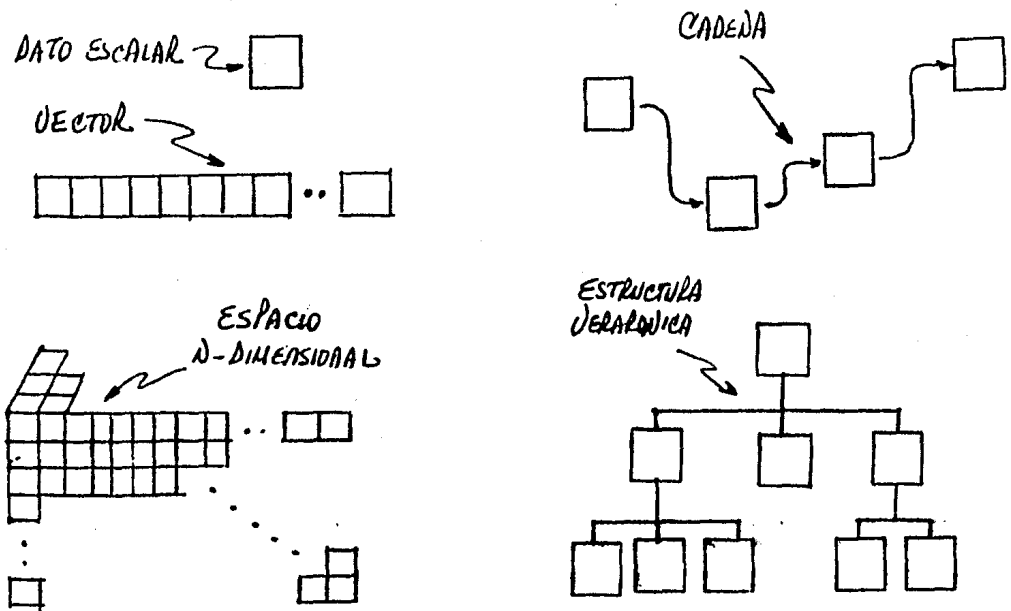 DATO ESCALAR
VECTOR
CADENA
ESPACIO
N-DIMENSIONAL
ESTRUCTURA
JERARQUICA